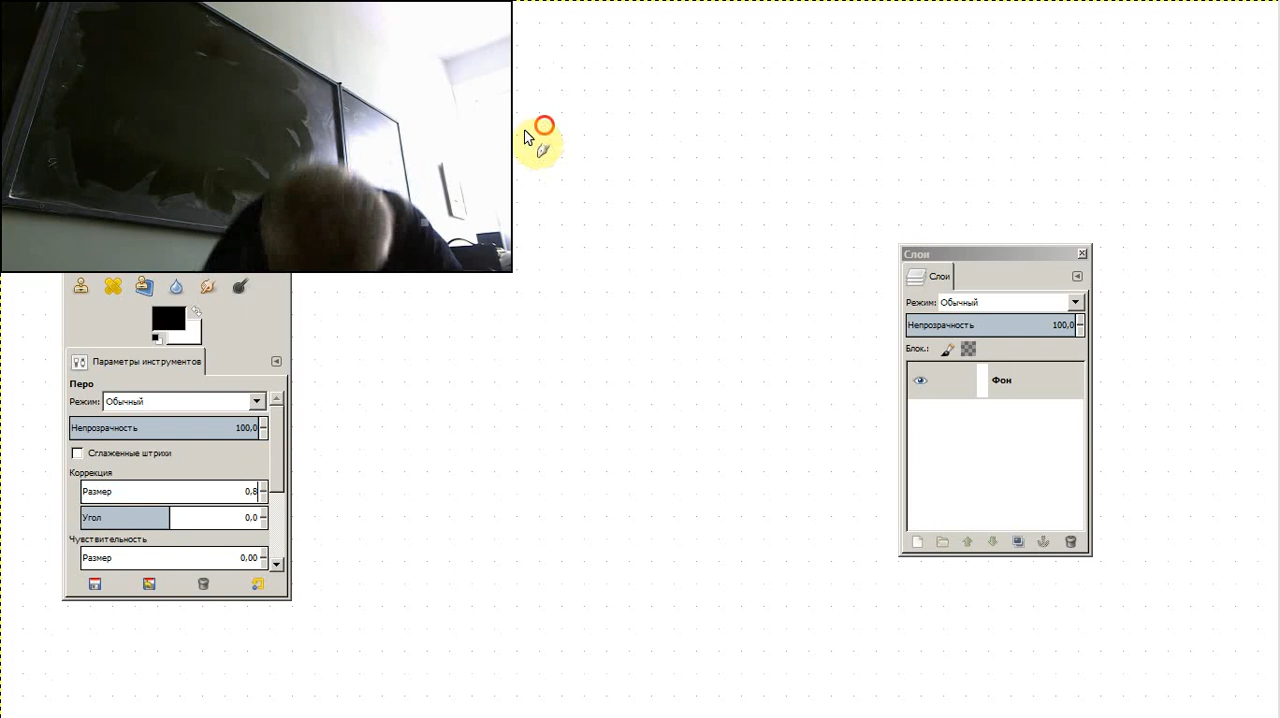 Параметры инструментов
Перо
Режим: Обычный
Непрозрачность 100,0
Сглаженные штрихи
Коррекция
Размер 0,8
Угол 0,0
Чувствительность
Размер 0.00
Слои
Слои
Режим: Обычный
Непрозрачность 100,0
Блок.:
Фон